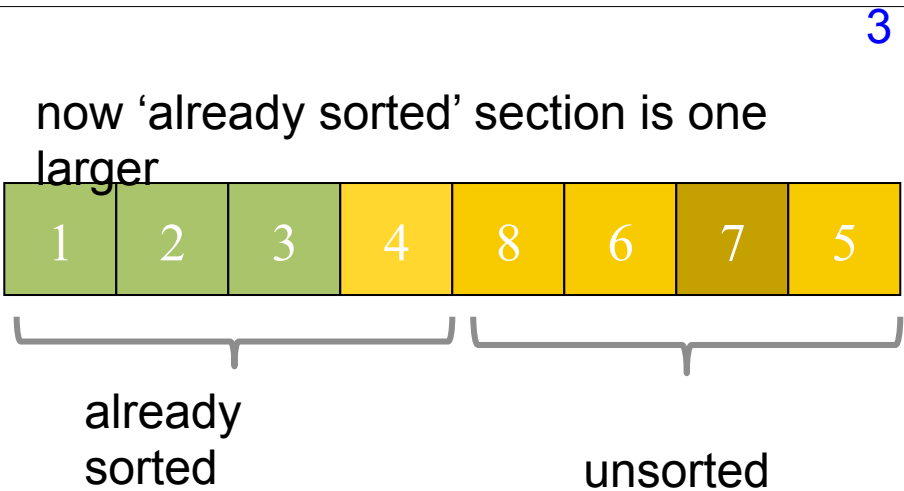 3
now ‘already sorted’ section is one
larger
1 2 3 4 8 6 7 5
already
sorted
unsorted